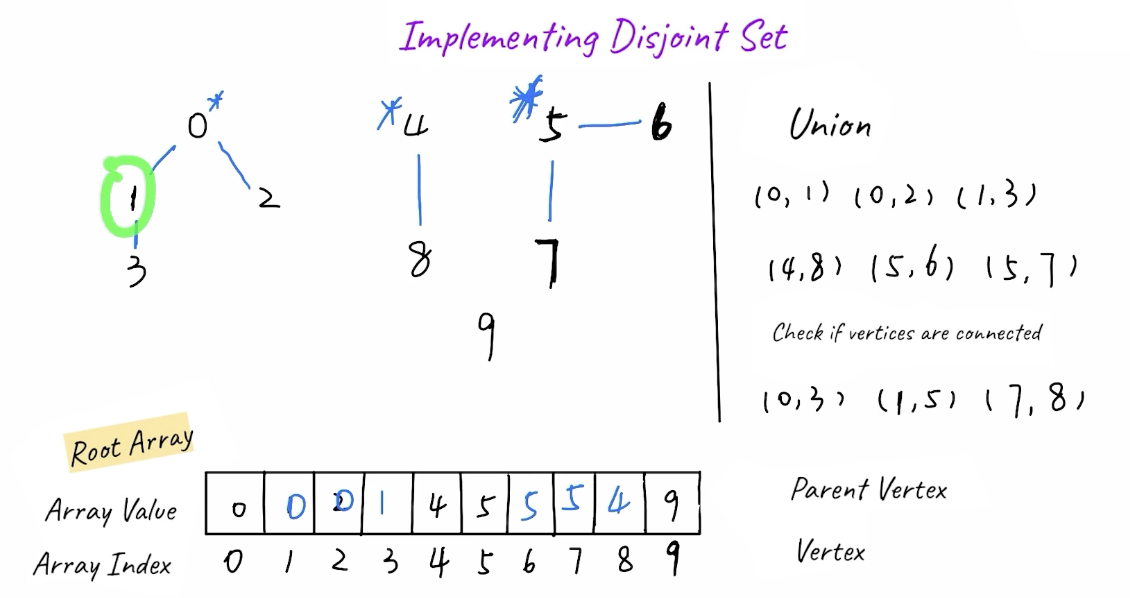 Implementing Disjoint Set
0* *4 *5 6
1 2
3 8 7
9
Union
(0, 1) (0, 2) (1, 3)
(4, 8) (5, 6) (5, 7)
Check if vertices are connected
(0, 3) (1, 5) (7, 8)
Root Array
Array Value 0 0 0 1 4 5 5 5 4 9 Parent Vertex
Array Index 0 1 2 3 4 5 6 7 8 9 Vertex